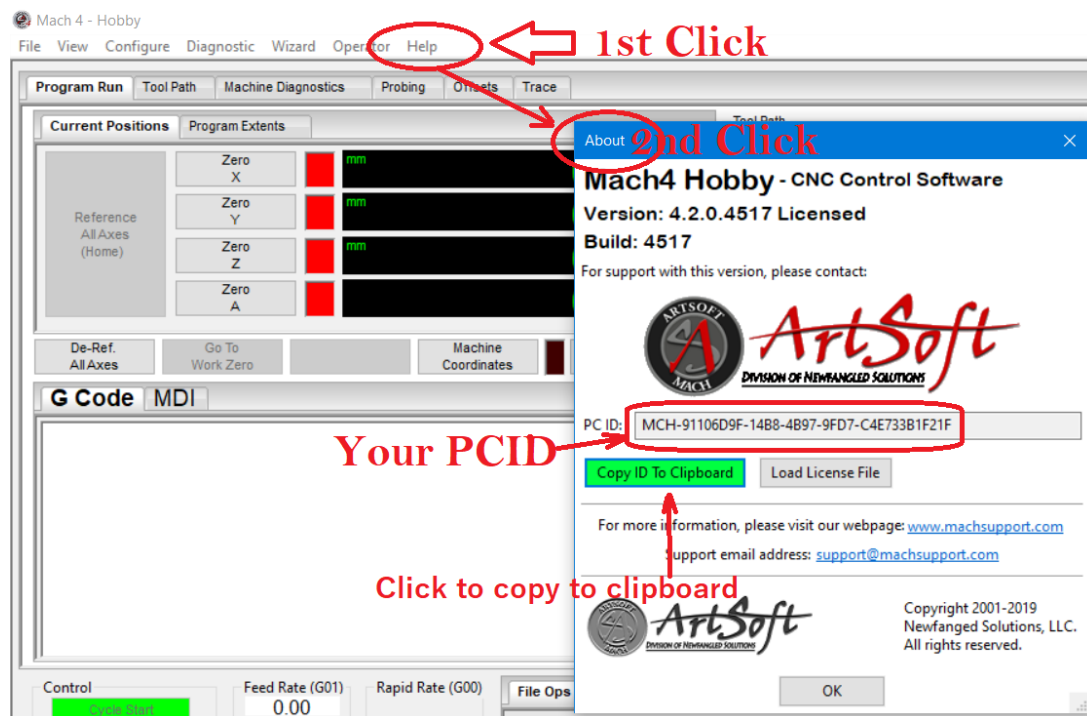 Mach 4 - Hobby
File View Configure Diagnostic Wizard Operator Help
1st Click
Program Run Tool Path Machine Diagnostics Probing Offsets Trace
Current Positions Program Extents
Tool Path
About
2nd Click
Reference
All Axes
(Home)
Zero
X
mm
Zero
Y
mm
Zero
Z
mm
Zero
A
De-Ref.
All Axes
Go To
Work Zero
Machine
Coordinates
G Code MDI
Your PCID
Click to copy to clipboard
Mach4 Hobby - CNC Control Software
Version: 4.2.0.4517 Licensed
Build: 4517
For support with this version, please contact:
ARTSOFT
MACH
ArtSoft
DIVISION OF NEWFANGLED SOLUTIONS
PC ID: MCH-91106D9F-14B8-4B97-9FD7-C4E733B1F21F
Copy ID To Clipboard Load License File
For more information, please visit our webpage: www.machsupport.com
Support email address: support@machsupport.com
ARTSOFT
MACH
ArtSoft
DIVISION OF NEWFANGLED SOLUTIONS
Copyright 2001-2019
Newfangled Solutions, LLC.
All rights reserved.
OK
Control
Cycle Start
Feed Rate (G01)
0.00
Rapid Rate (G00)
File Ops